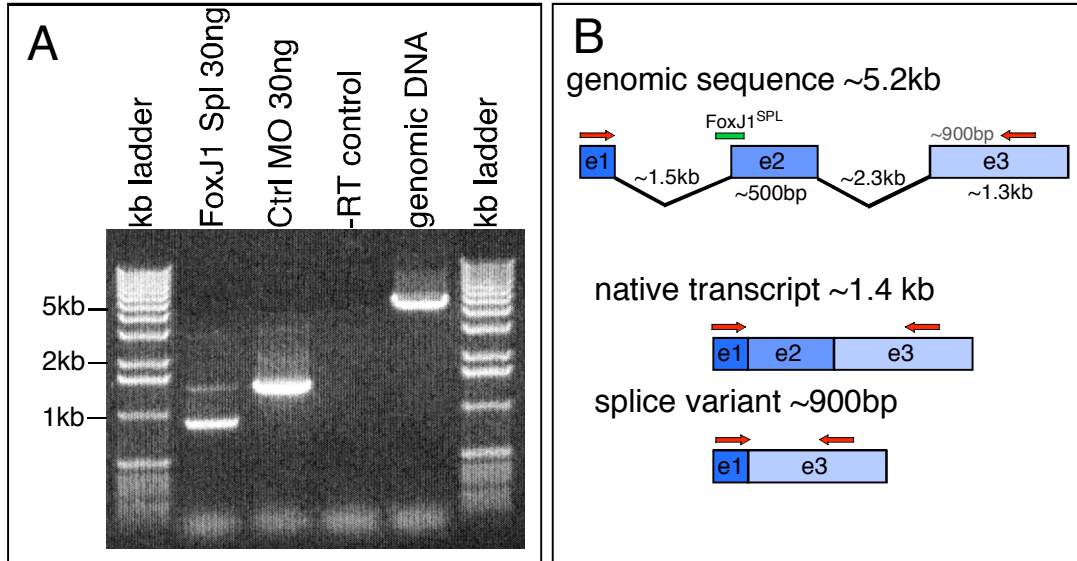 A
kb ladder
FoxJ1 Spl 30ng
Ctrl MO 30ng
-RT control
genomic DNA
kb ladder
5kb
2kb
1kb
B
genomic sequence ~5.2kb
FoxJ1SPL
~900bp
e1
e2
e3
~1.5kb
~500bp
~2.3kb
~1.3kb
native transcript ~1.4 kb
e1
e2
e3
splice variant ~900bp
e1
e3